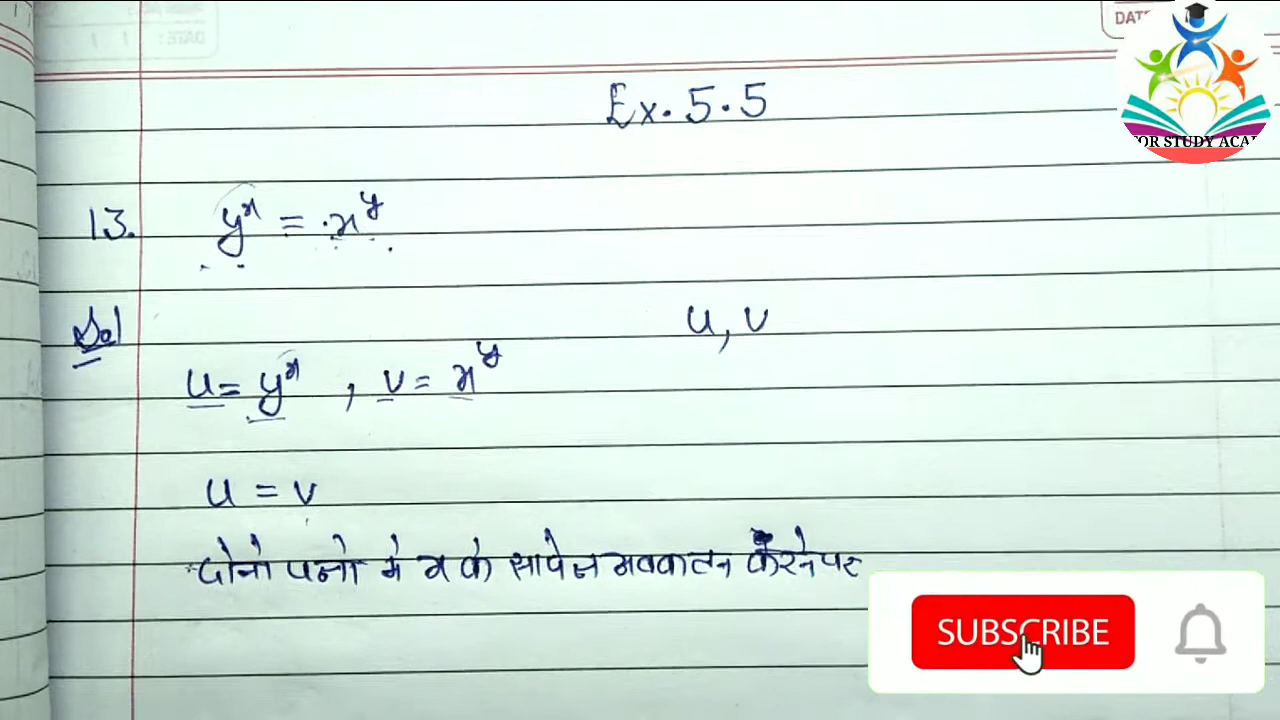 DATE
OR STUDY ACA
Ex. 5.5
13. y^x = x^y
Sol
u, v
u = y^x , v = x^y
u = v
दोनो पक्षो मे x के सापेक्ष अवकलन करने पर
SUBSCRIBE